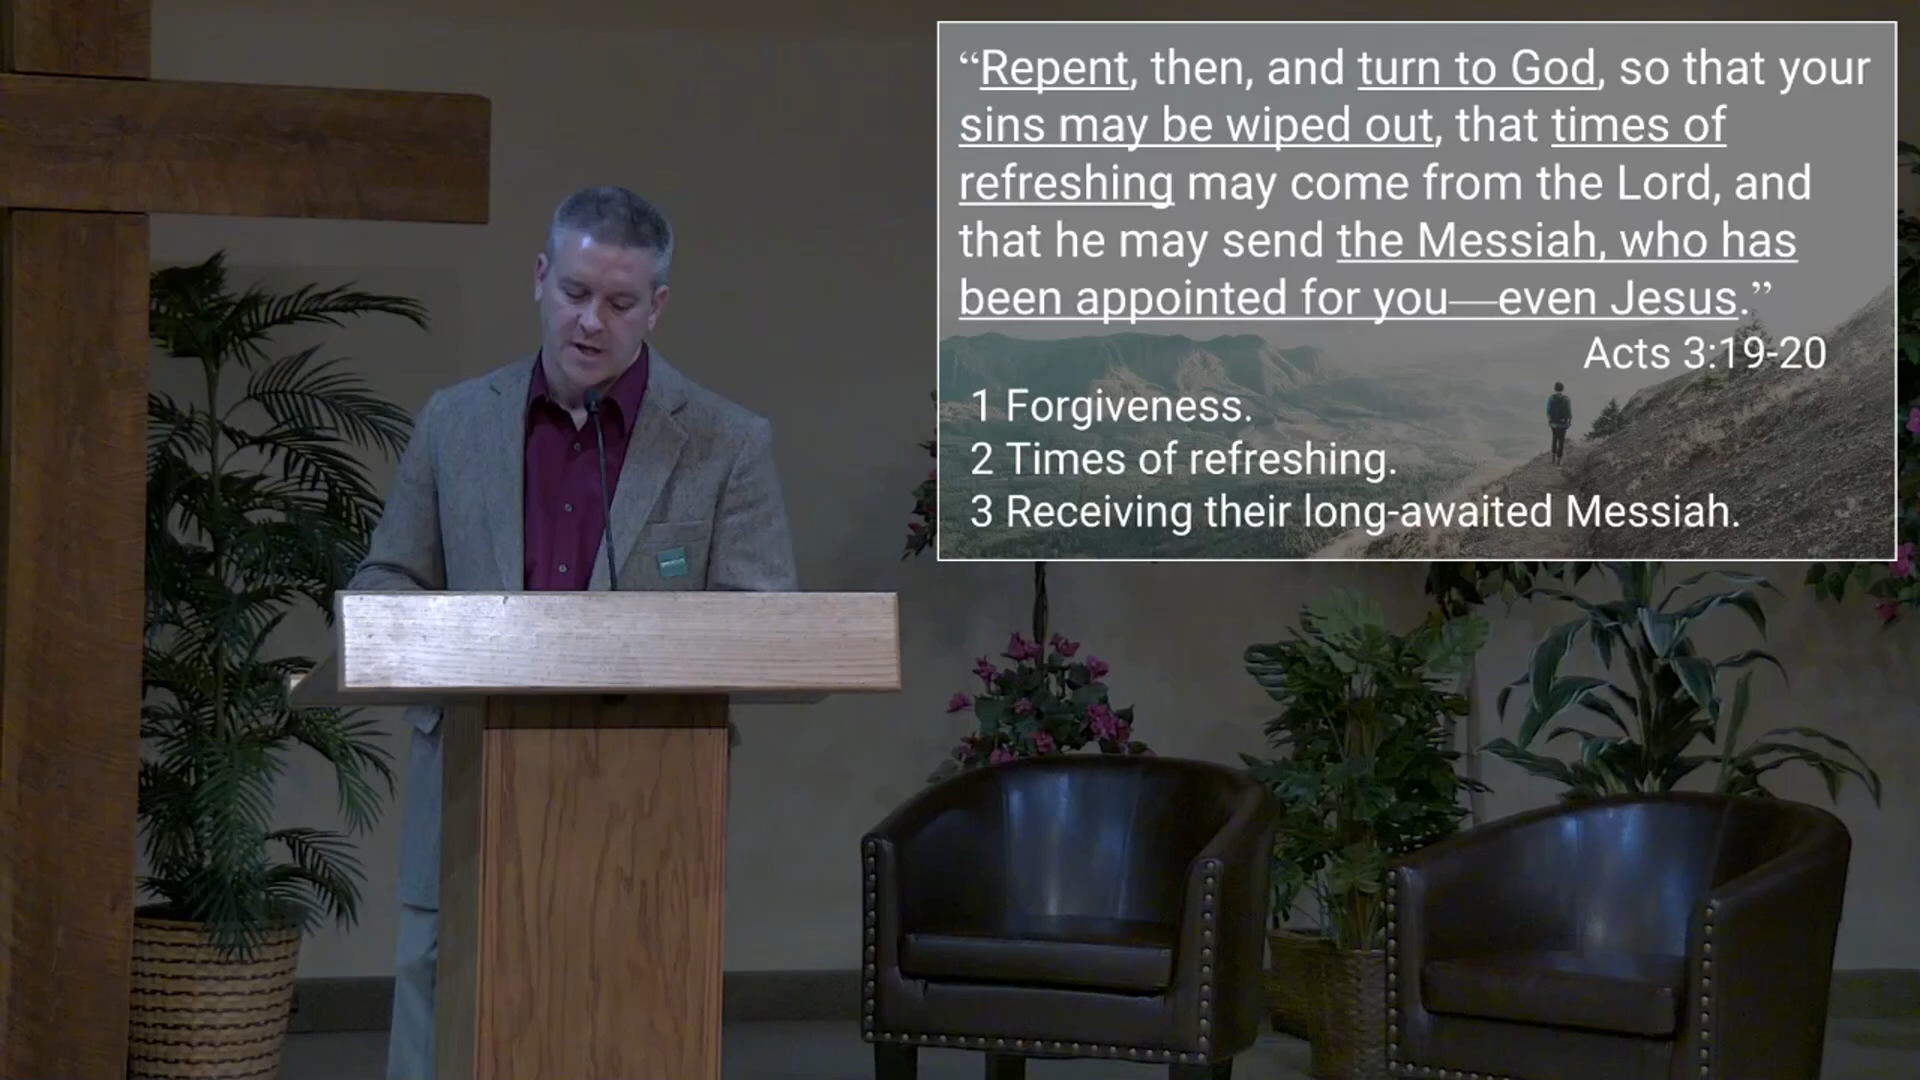 “Repent, then, and turn to God, so that your
sins may be wiped out, that times of
refreshing may come from the Lord, and
that he may send the Messiah, who has
been appointed for you—even Jesus.”
Acts 3:19-20
1 Forgiveness.
2 Times of refreshing.
3 Receiving their long-awaited Messiah.